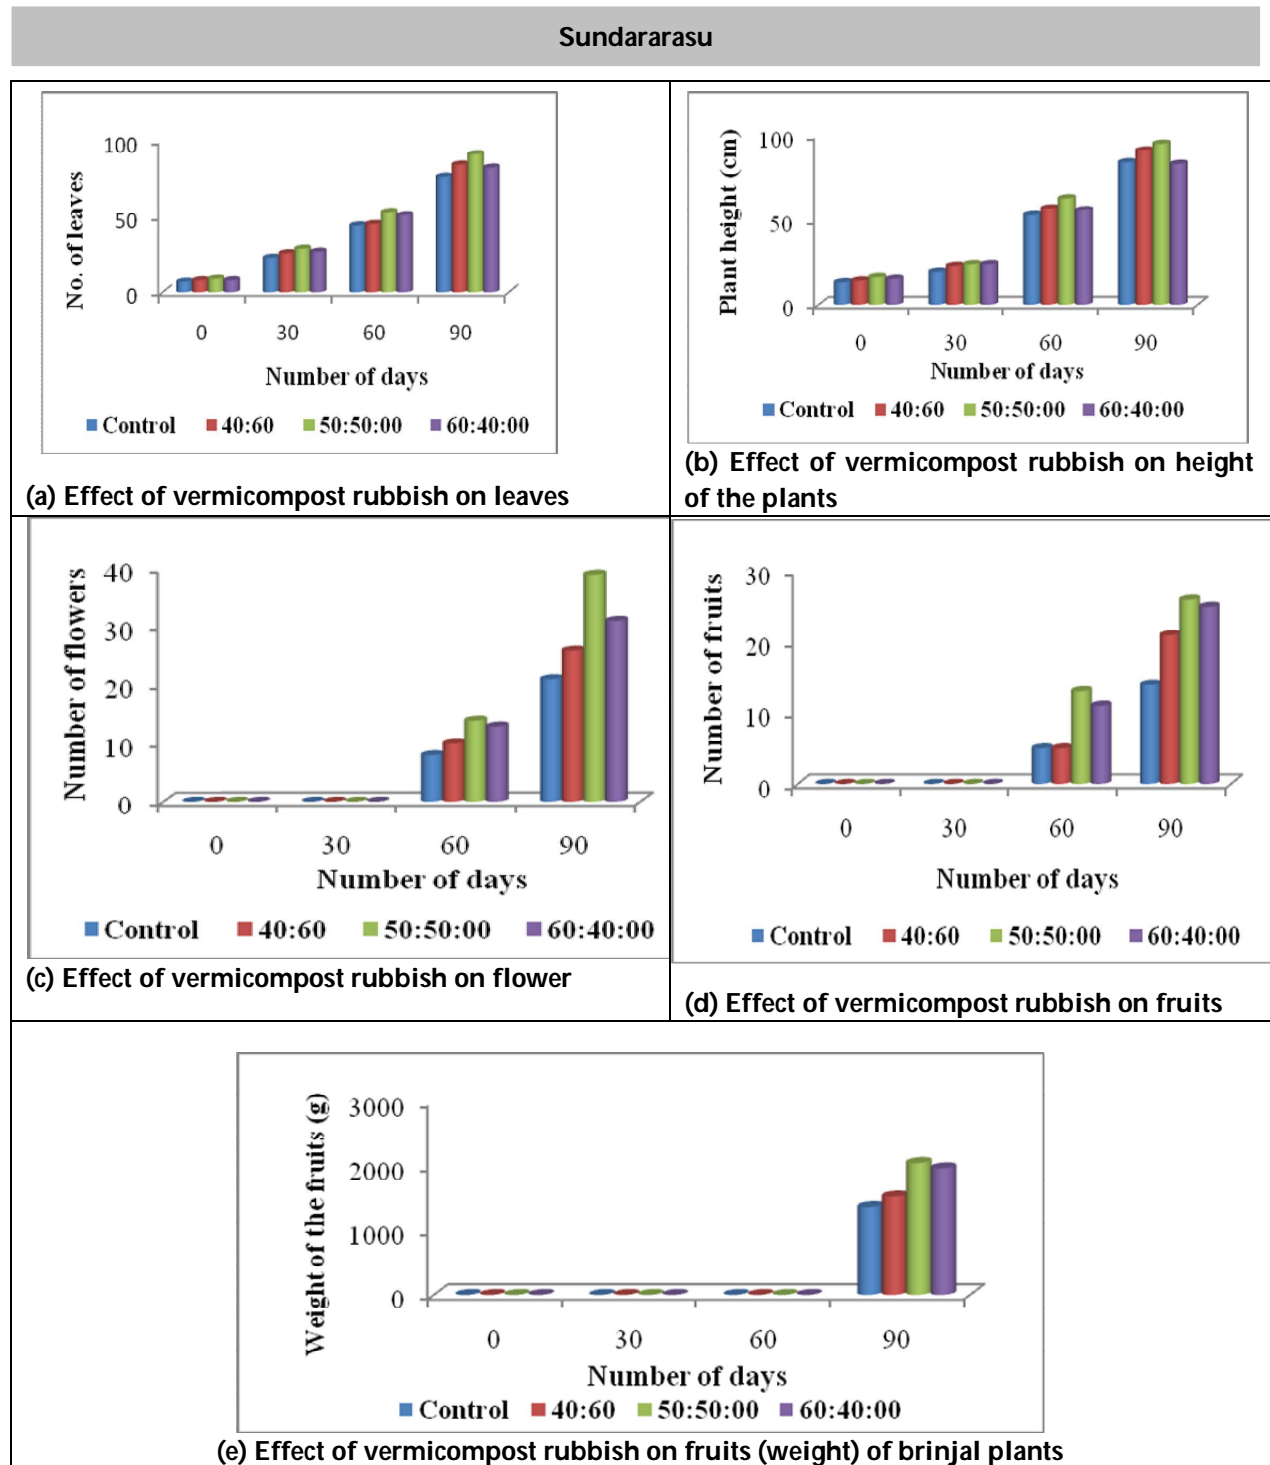 Sundararasu
No. of leaves
100
50
0
0 30 60 90
Number of days
Control 40:60 50:50:00 60:40:00
(a) Effect of vermicompost rubbish on leaves
Plant height (cm)
100
50
0
0 30 60 90
Number of days
Control 40:60 50:50:00 60:40:00
(b) Effect of vermicompost rubbish on height
of the plants
Number of flowers
40
30
20
10
0
0 30 60 90
Number of days
Control 40:60 50:50:00 60:40:00
(c) Effect of vermicompost rubbish on flower
Number of fruits
30
20
10
0
0 30 60 90
Number of days
Control 40:60 50:50:00 60:40:00
(d) Effect of vermicompost rubbish on fruits
Weight of the fruits (g)
3000
2000
1000
0
0 30 60 90
Number of days
Control 40:60 50:50:00 60:40:00
(e) Effect of vermicompost rubbish on fruits (weight) of brinjal plants